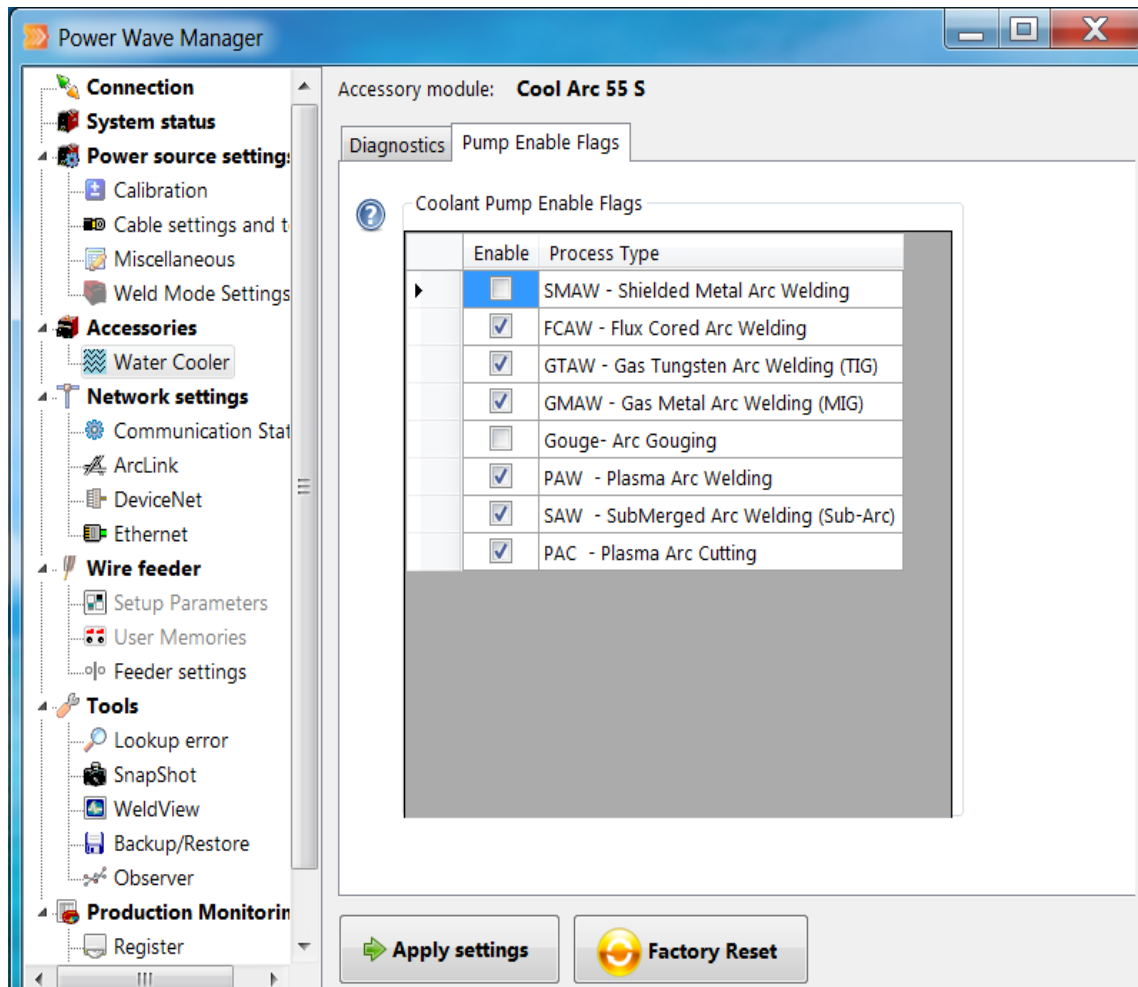 Power Wave Manager
Connection
System status
Power source settings
Calibration
Cable settings and t
Miscellaneous
Weld Mode Settings
Accessories
Water Cooler
Network settings
Communication Stat
ArcLink
DeviceNet
Ethernet
Wire feeder
Setup Parameters
User Memories
Feeder settings
Tools
Lookup error
SnapShot
WeldView
Backup/Restore
Observer
Production Monitorin
Register
Accessory module: Cool Arc 55 S
Diagnostics Pump Enable Flags
Coolant Pump Enable Flags
Enable Process Type
SMAW - Shielded Metal Arc Welding
FCAW - Flux Cored Arc Welding
GTAW - Gas Tungsten Arc Welding (TIG)
GMAW - Gas Metal Arc Welding (MIG)
Gouge- Arc Gouging
PAW - Plasma Arc Welding
SAW - SubMerged Arc Welding (Sub-Arc)
PAC - Plasma Arc Cutting
Apply settings Factory Reset